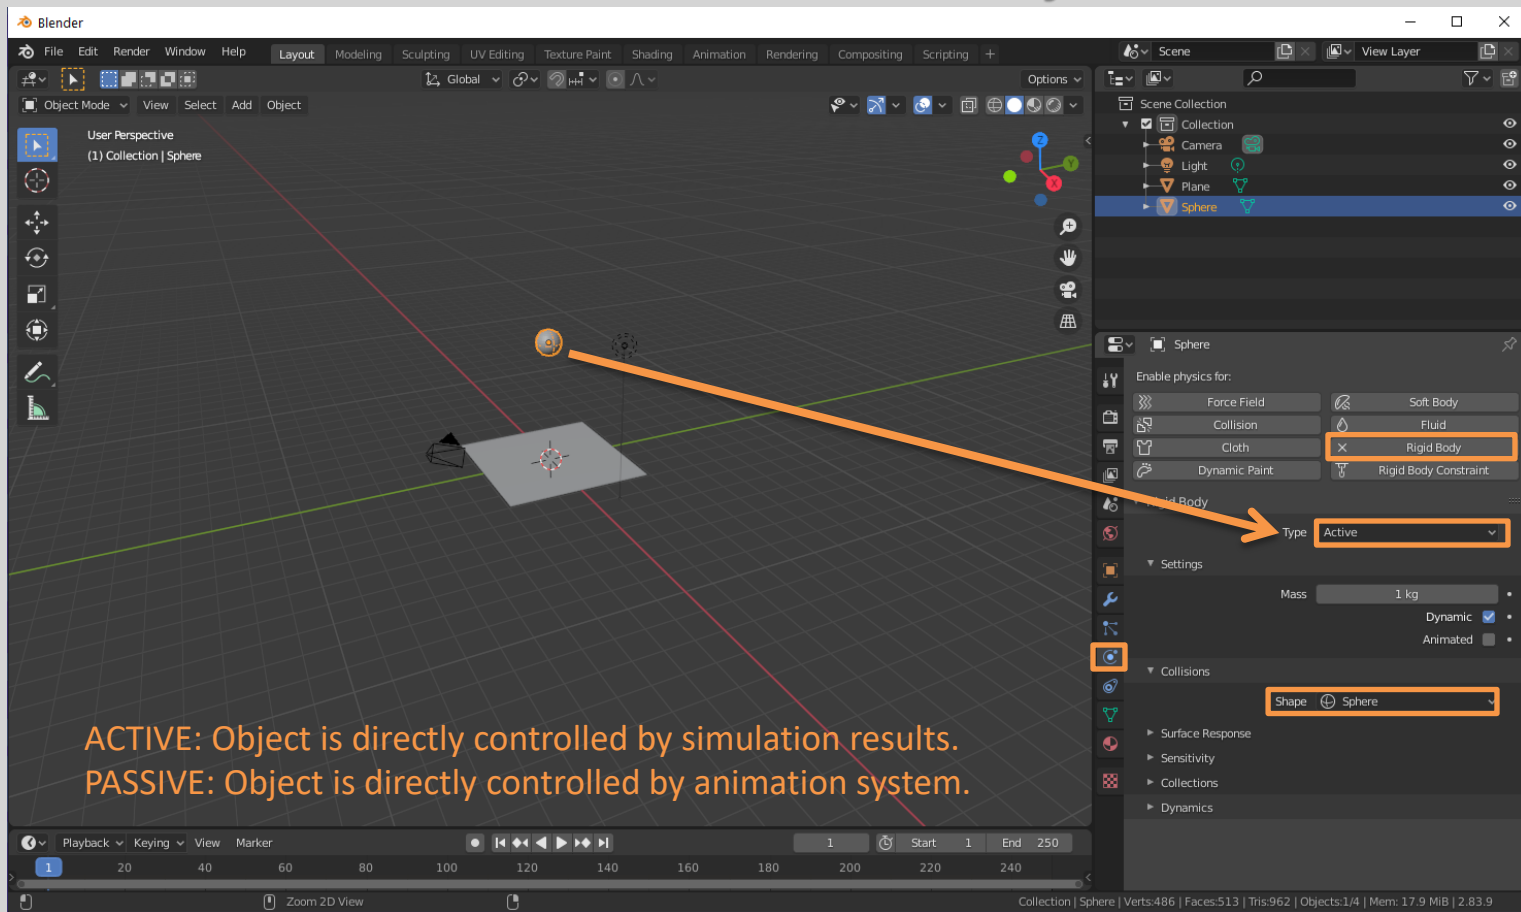 Blender
File Edit Render Window Help Layout Modeling Sculpting UV Editing Texture Paint Shading Animation Rendering Compositing Scripting + Scene View Layer
Global Options
Object Mode View Select Add Object
User Perspective
(1) Collection | Sphere
Z
Y
X
Scene Collection
Collection
Camera
Light
Plane
Sphere
Sphere
Enable physics for:
Force Field Soft Body
Collision Fluid
Cloth Rigid Body
Dynamic Paint Rigid Body Constraint
Body
Type Active
Settings
Mass 1 kg
Dynamic
Animated
Collisions
Shape Sphere
Surface Response
Sensitivity
Collections
Dynamics
ACTIVE: Object is directly controlled by simulation results.
PASSIVE: Object is directly controlled by animation system.
Playback Keying View Marker 1 Start 1 End 250
1 20 40 60 80 100 120 140 160 180 200 220 240
Zoom 2D View
Collection | Sphere | Verts:486 | Faces:513 | Tris:962 | Objects:1/4 | Mem: 17.9 MiB | 2.83.9